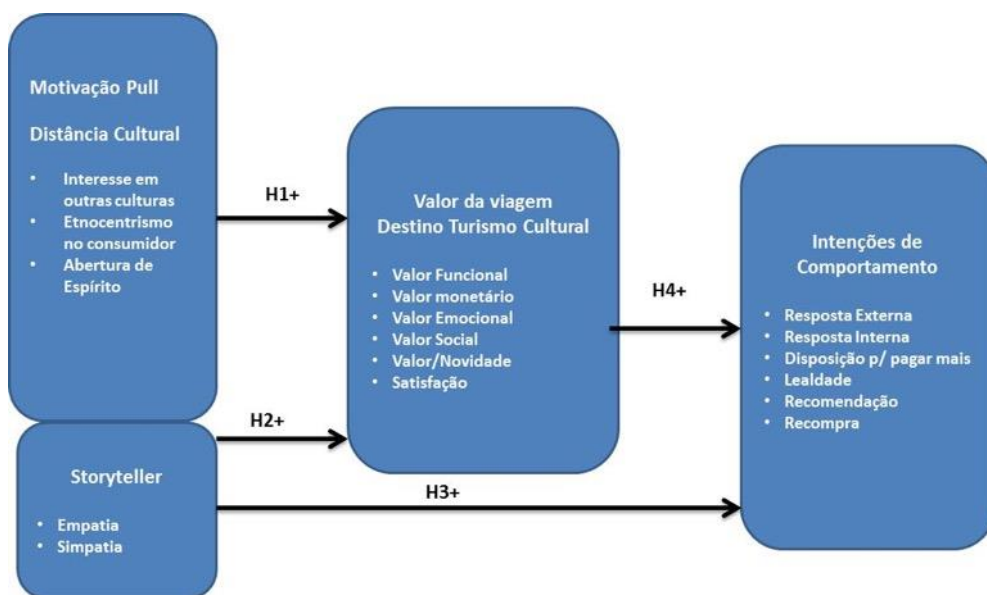 Motivação Pull
Distância Cultural
• Interesse em
outras culturas
• Etnocentrismo
no consumidor
• Abertura de
Espírito
Storyteller
• Empatia
• Simpatia
H1+
H2+
H3+
Valor da viagem
Destino Turismo Cultural
• Valor Funcional
• Valor monetário
• Valor Emocional
• Valor Social
• Valor/Novidade
• Satisfação
H4+
Intenções de
Comportamento
• Resposta Externa
• Resposta Interna
• Disposição p/ pagar mais
• Lealdade
• Recomendação
• Recompra